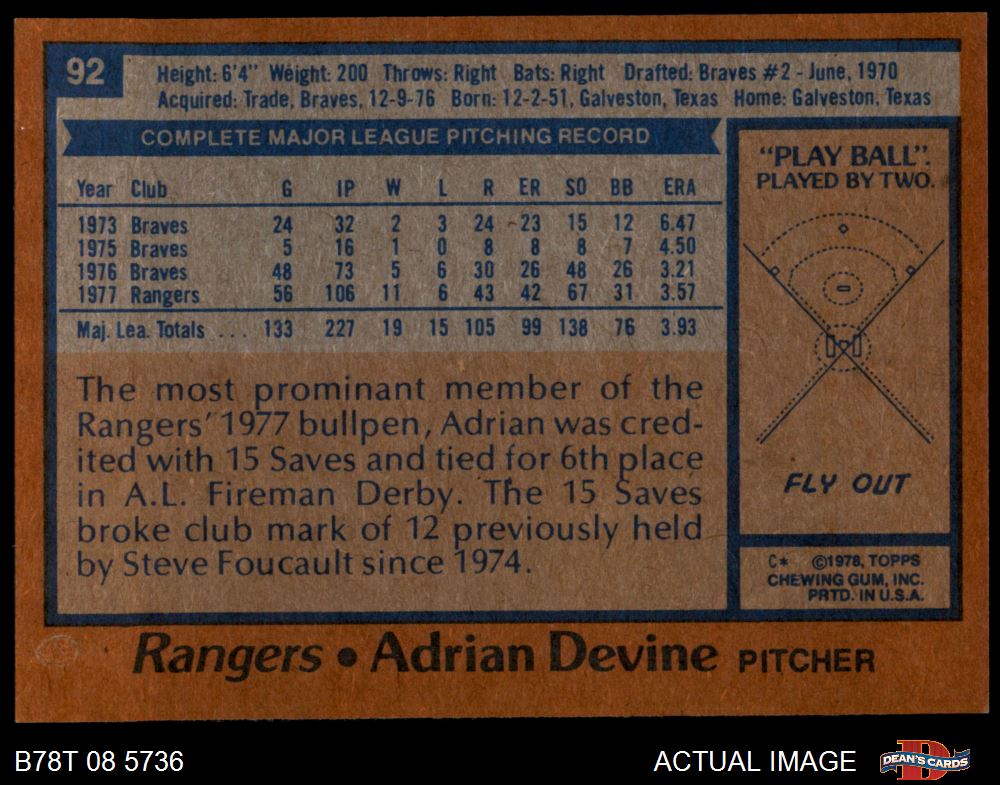 92
Height: 6'4" Weight: 200 Throws: Right Bats: Right Drafted: Braves #2 - June, 1970
Acquired: Trade, Braves, 12-9-76 Born: 12-2-51, Galveston, Texas Home: Galveston, Texas
COMPLETE MAJOR LEAGUE PITCHING RECORD
Year Club G IP W L R ER SO BB ERA
1973 Braves 24 32 2 3 24 23 15 12 6.47
1975 Braves 5 16 1 0 8 8 8 7 4.50
1976 Braves 48 73 5 6 30 26 48 26 3.21
1977 Rangers 56 106 11 6 43 42 67 31 3.57
Maj. Lea. Totals . . . 133 227 19 15 105 99 138 76 3.93
The most prominant member of the
Rangers' 1977 bullpen, Adrian was cred-
ited with 15 Saves and tied for 6th place
in A.L. Fireman Derby. The 15 Saves
broke club mark of 12 previously held
by Steve Foucault since 1974.
"PLAY BALL".
PLAYED BY TWO.
FLY OUT
C* ©1978, TOPPS
CHEWING GUM, INC.
PRTD. IN U.S.A.
Rangers • Adrian Devine PITCHER
B78T 08 5736
ACTUAL IMAGE
DEAN'S CARDS